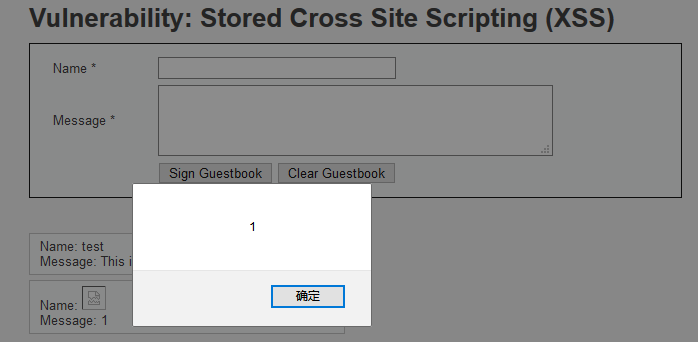 Vulnerability: Stored Cross Site Scripting (XSS)
Name *
Message *
Sign Guestbook Clear Guestbook
1
确定
Name: test
Message: This i
Name:
Message: 1